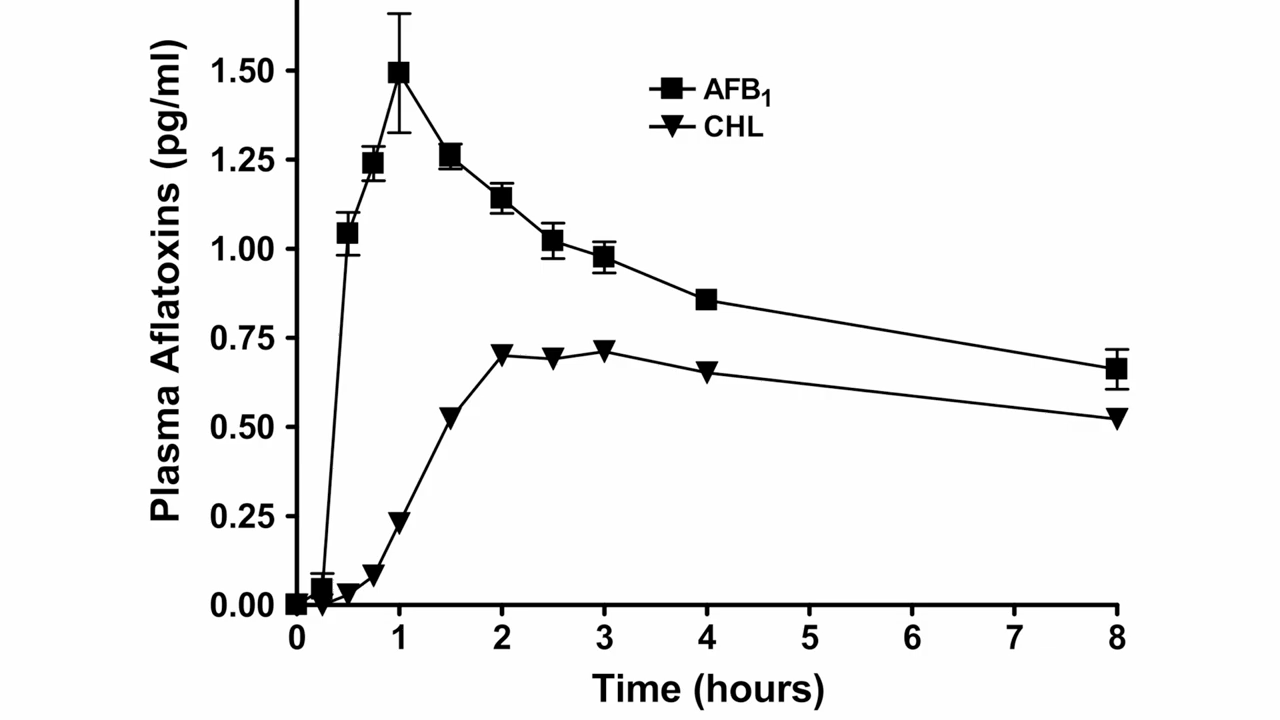 Plasma Aflatoxins (pg/ml)
1.50
1.25
1.00
0.75
0.50
0.25
0.00
AFB₁
CHL
0 1 2 3 4 5 6 7 8
Time (hours)